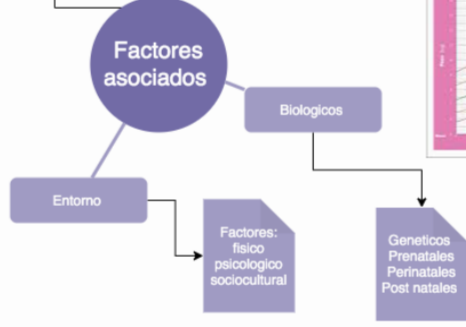 Factores
asociados
Biologicos
Entorno
Factores:
fisico
psicologico
sociocultural
Geneticos
Prenatales
Perinatales
Post natales